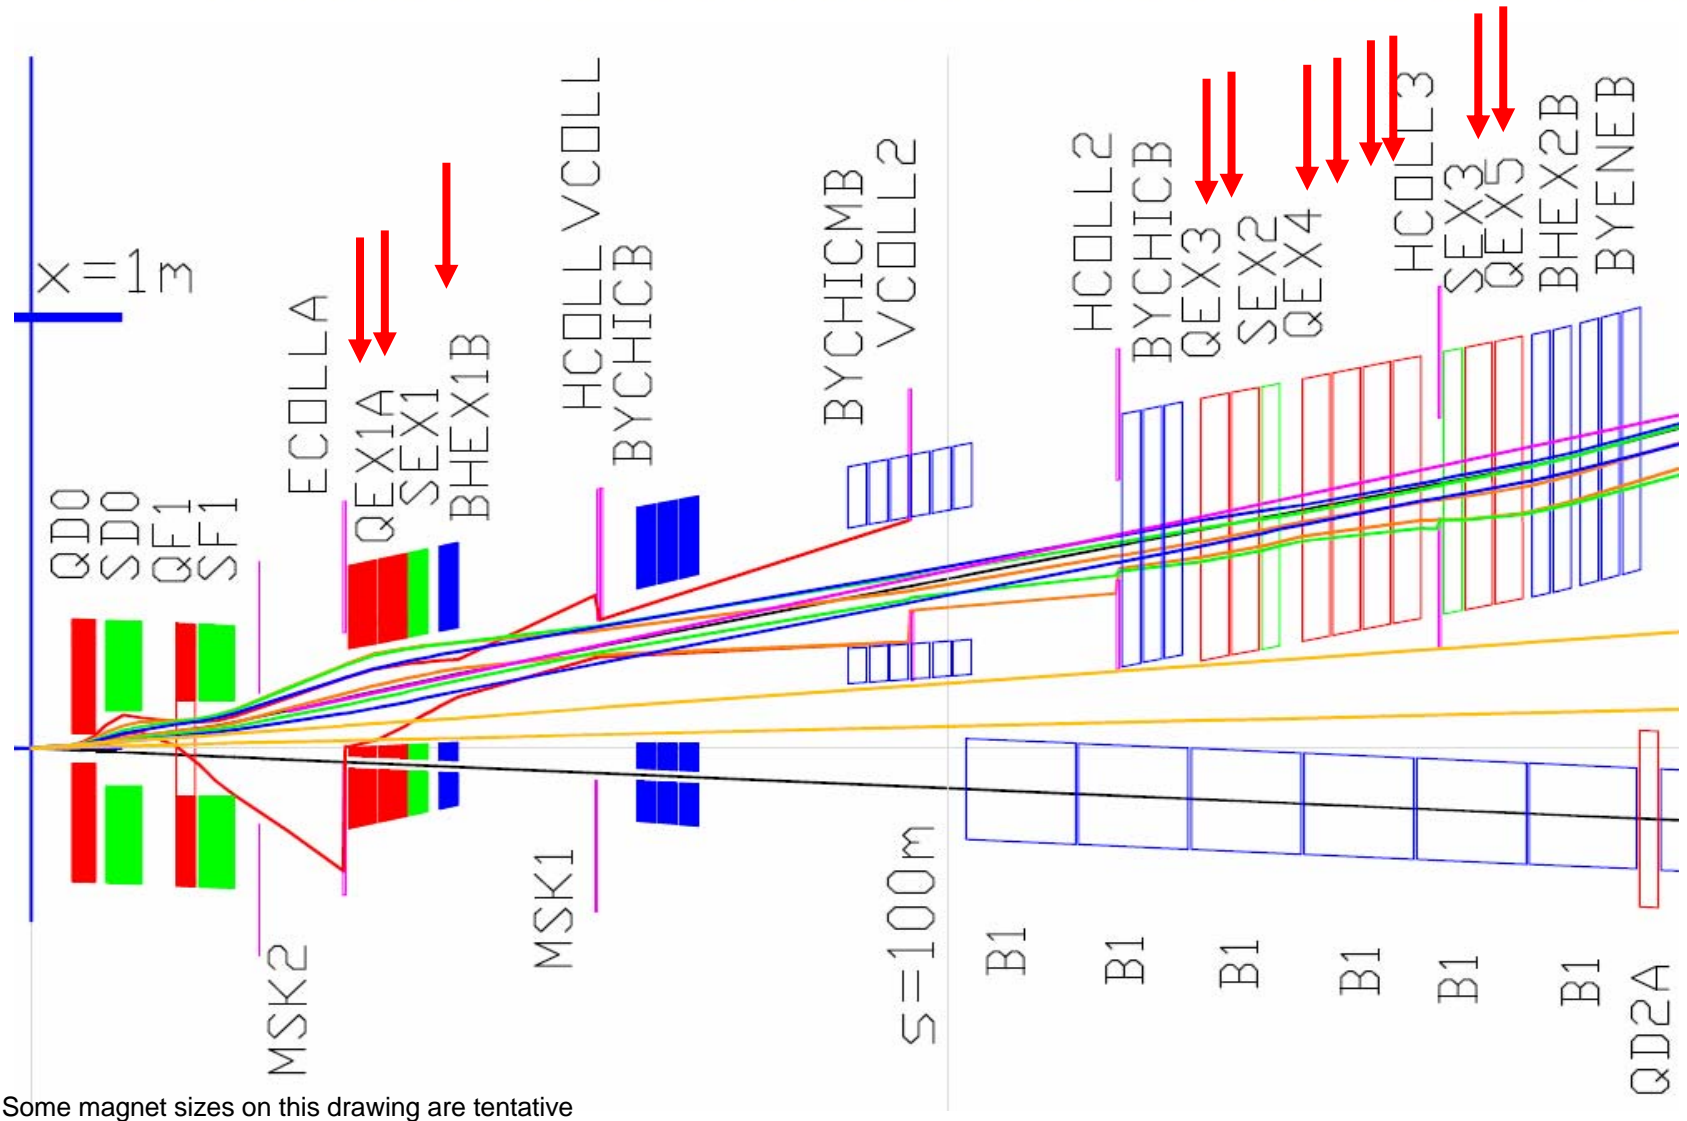 x=1m
QD0
SD0
QF1
SF1
ECOLLA
QEX1A
SEX1
BHEX1B
HCOLL VCOLL
BYCHICB
BYCHICMB
VCOLL2
HCOLL2
BYCHICB
QEX3
SEX2
QEX4
HCOLL3
SEX3
QEX5
BHEX2B
BYENEB
MSK2
MSK1
s=100m
B1
B1
B1
B1
B1
B1
QD2A
Some magnet sizes on this drawing are tentative